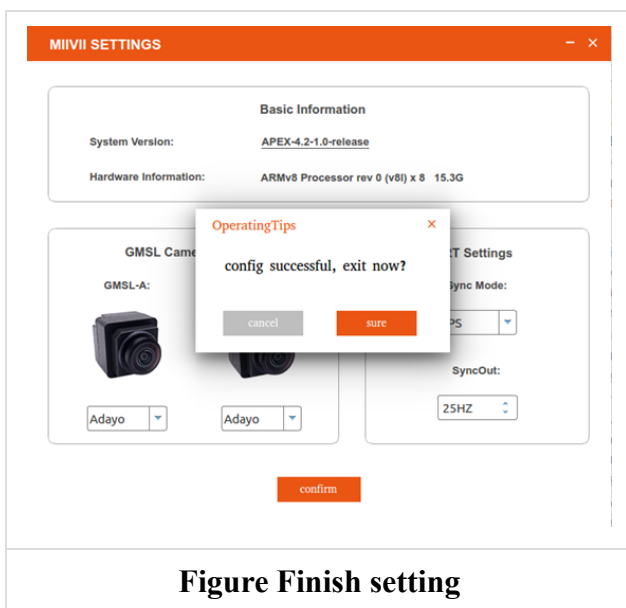 MIIVII SETTINGS
Basic Information
System Version: APEX-4.2-1.0-release
Hardware Information: ARMv8 Processor rev 0 (v8l) x 8 15.3G
OperatingTips
config successful, exit now?
cancel sure
GMSL Came
GMSL-A:
Adayo Adayo
Settings
Sync Mode:
SyncOut:
25HZ
confirm
Figure Finish setting